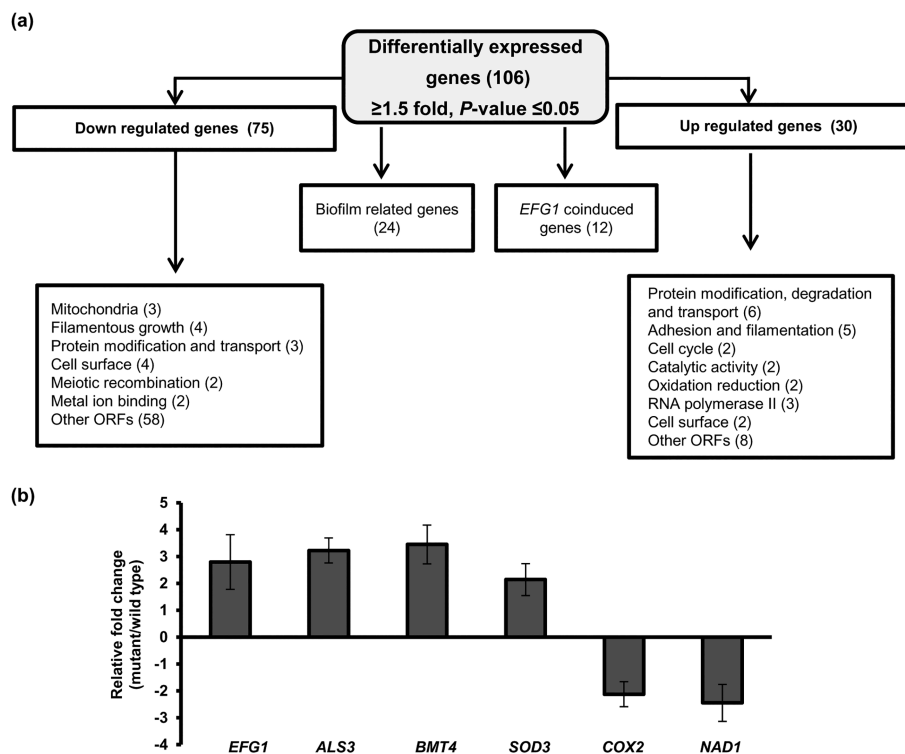 (a)
Differentially expressed
genes (106)
≥1.5 fold, P-value ≤0.05
Down regulated genes (75)
Up regulated genes (30)
Biofilm related genes
(24)
EFG1 coinduced
genes (12)
Mitochondria (3)
Filamentous growth (4)
Protein modification and transport (3)
Cell surface (4)
Meiotic recombination (2)
Metal ion binding (2)
Other ORFs (58)
Protein modification, degradation
and transport (6)
Adhesion and filamentation (5)
Cell cycle (2)
Catalytic activity (2)
Oxidation reduction (2)
RNA polymerase II (3)
Cell surface (2)
Other ORFs (8)
(b)
Relative fold change
(mutant/wild type)
5
4
3
2
1
0
-1
-2
-3
-4
EFG1 ALS3 BMT4 SOD3 COX2 NAD1